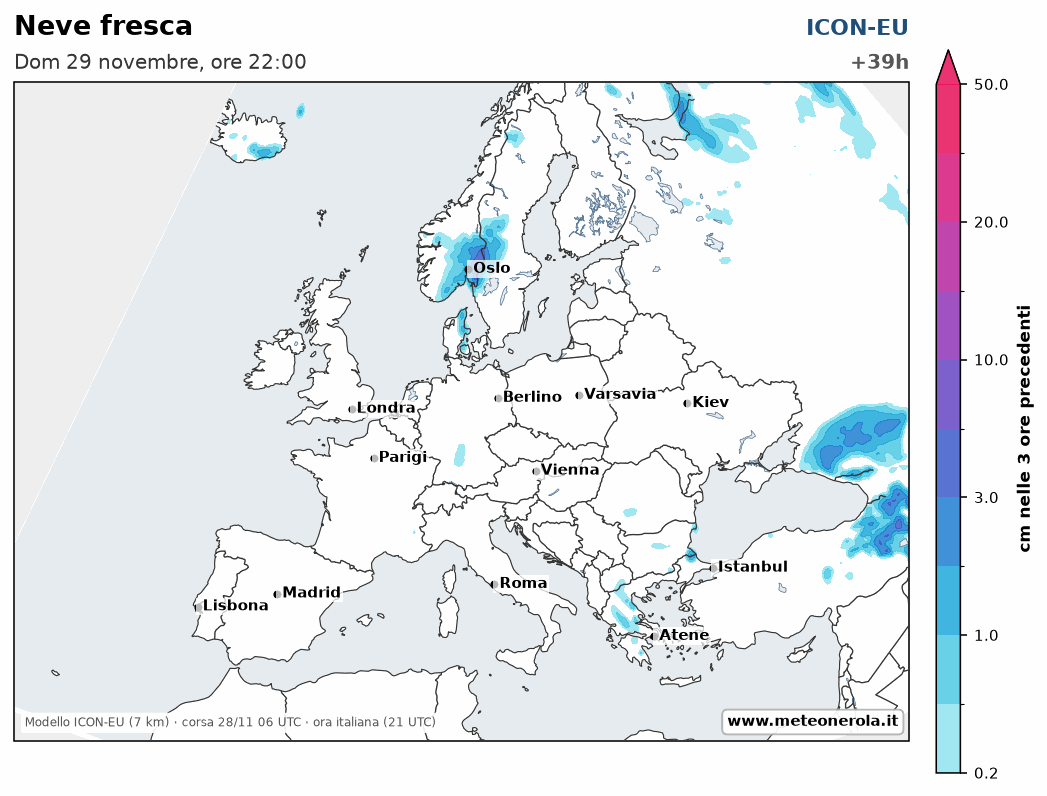 Neve fresca
ICON-EU
Dom 29 novembre, ore 22:00
+39h
50.0
20.0
10.0
3.0
1.0
0.2
cm nelle 3 ore precedenti
Oslo
Berlino
Varsavia
Kiev
Londra
Parigi
Vienna
Istanbul
Roma
Madrid
Lisbona
Atene
Modello ICON-EU (7 km) · corsa 28/11 06 UTC · ora italiana (21 UTC)
www.meteonerola.it